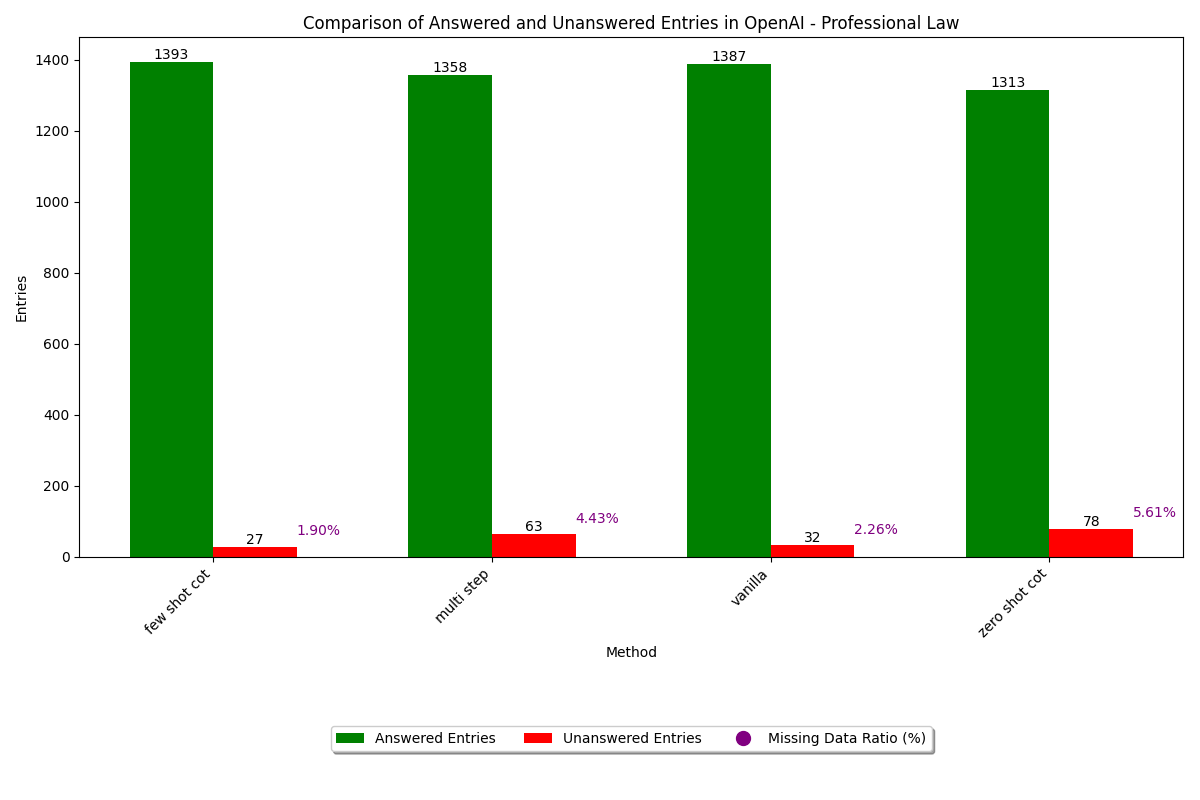 Comparison of Answered and Unanswered Entries in OpenAI - Professional Law
Entries
1400
1200
1000
800
600
400
200
0
1393
27
1.90%
1358
63
4.43%
1387
32
2.26%
1313
78
5.61%
few shot cot
multi step
vanilla
zero shot cot
Method
Answered Entries
Unanswered Entries
Missing Data Ratio (%)